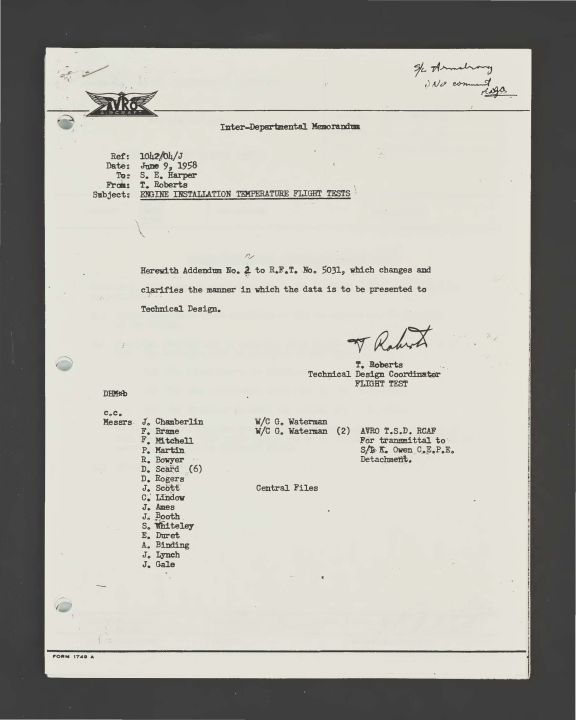 S/L Armstrong
No comment
AVRO
AIRCRAFT
Inter-Departmental Memorandum
Ref: 1042/04/J
Date: June 9, 1958
To: S. E. Harper
From: T. Roberts
Subject: ENGINE INSTALLATION TEMPERATURE FLIGHT TESTS
Herewith Addendum No. 2 to R.F.T. No. 5031, which changes and
clarifies the manner in which the data is to be presented to
Technical Design.
T Roberts
T. Roberts
Technical Design Coordinator
FLIGHT TEST
c.c.
Messrs J. Chamberlin W/C G. Waterman
F. Brame W/C G. Waterman (2) AVRO T.S.D. RCAF
F. Mitchell For transmittal to
P. Martin S/L K. Owen C.E.P.E.
R. Bowyer Detachment.
D. Scard (6)
D. Rogers
J. Scott Central Files
C. Lindow
J. Ames
J. Booth
S. Whiteley
E. Duret
A. Binding
J. Lynch
J. Gale
FORM 1749 A